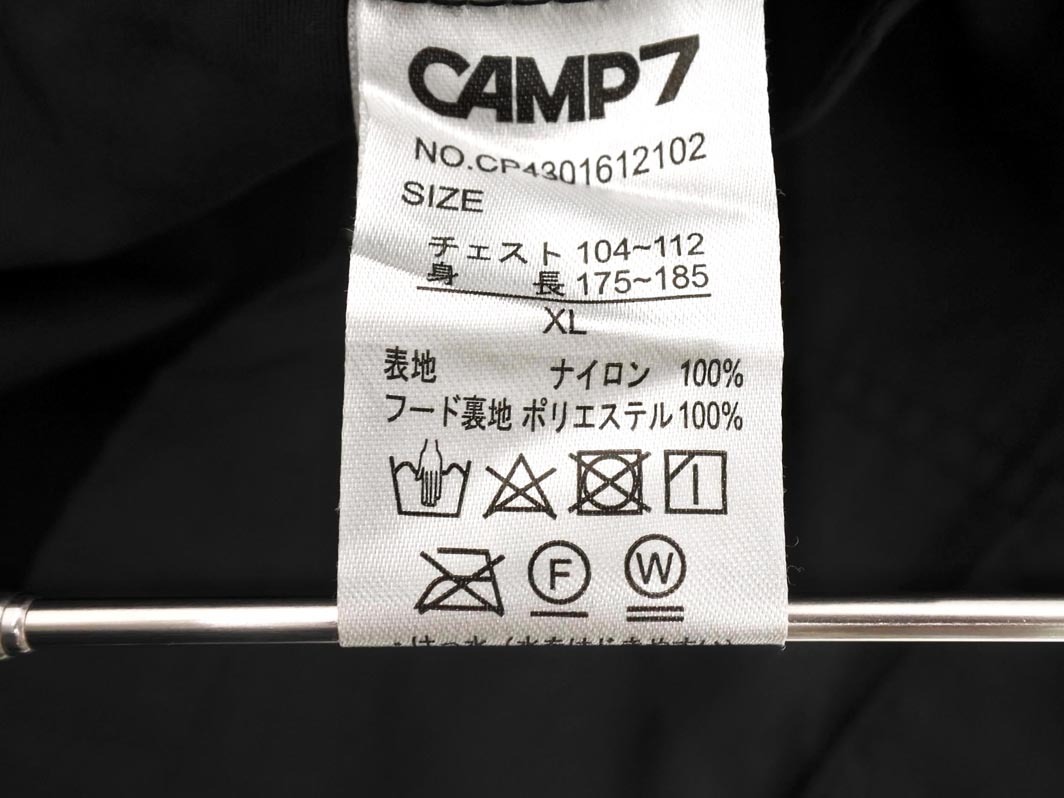 CAMP7
NO.CP4301612102
SIZE
チェスト 104~112
身長 175~185
XL
表地 ナイロン 100%
フード裏地 ポリエステル 100%
F
W